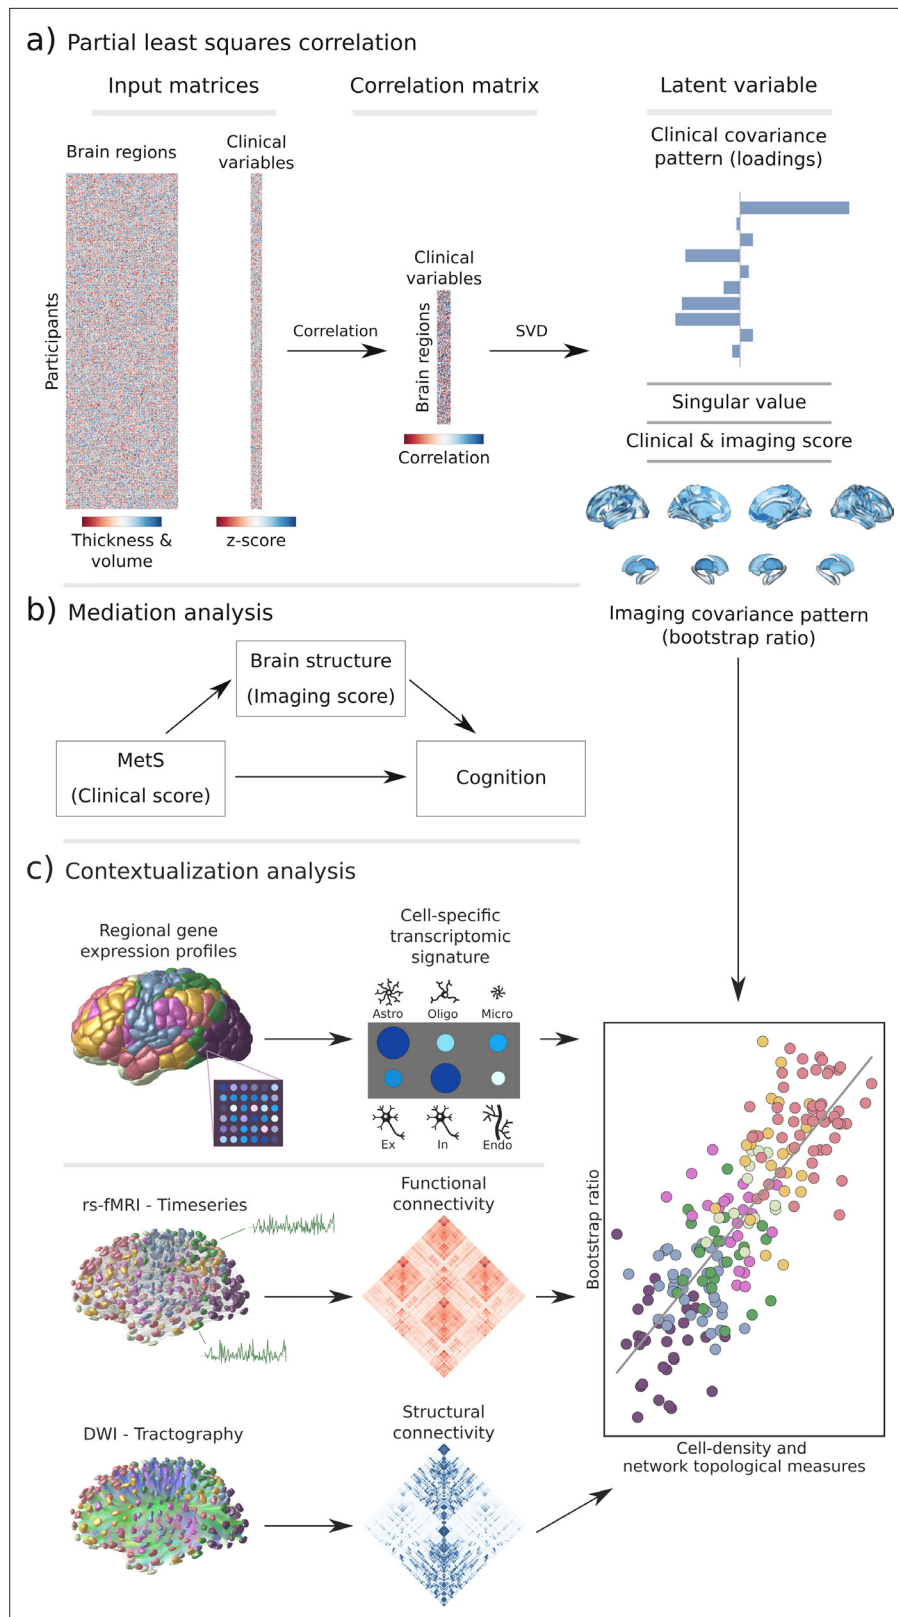 a) Partial least squares correlation
Input matrices
Correlation matrix
Latent variable
Brain regions
Clinical
variables
Participants
Thickness &
volume
z-score
Correlation
Clinical
variables
Brain regions
Correlation
SVD
Clinical covariance
pattern (loadings)
Singular value
Clinical & imaging score
Imaging covariance pattern
(bootstrap ratio)
b) Mediation analysis
Brain structure
(Imaging score)
MetS
(Clinical score)
Cognition
c) Contextualization analysis
Regional gene
expression profiles
Cell-specific
transcriptomic
signature
Astro Oligo Micro
Ex In Endo
rs-fMRI - Timeseries
Functional
connectivity
DWI - Tractography
Structural
connectivity
Bootstrap ratio
Cell-density and
network topological measures